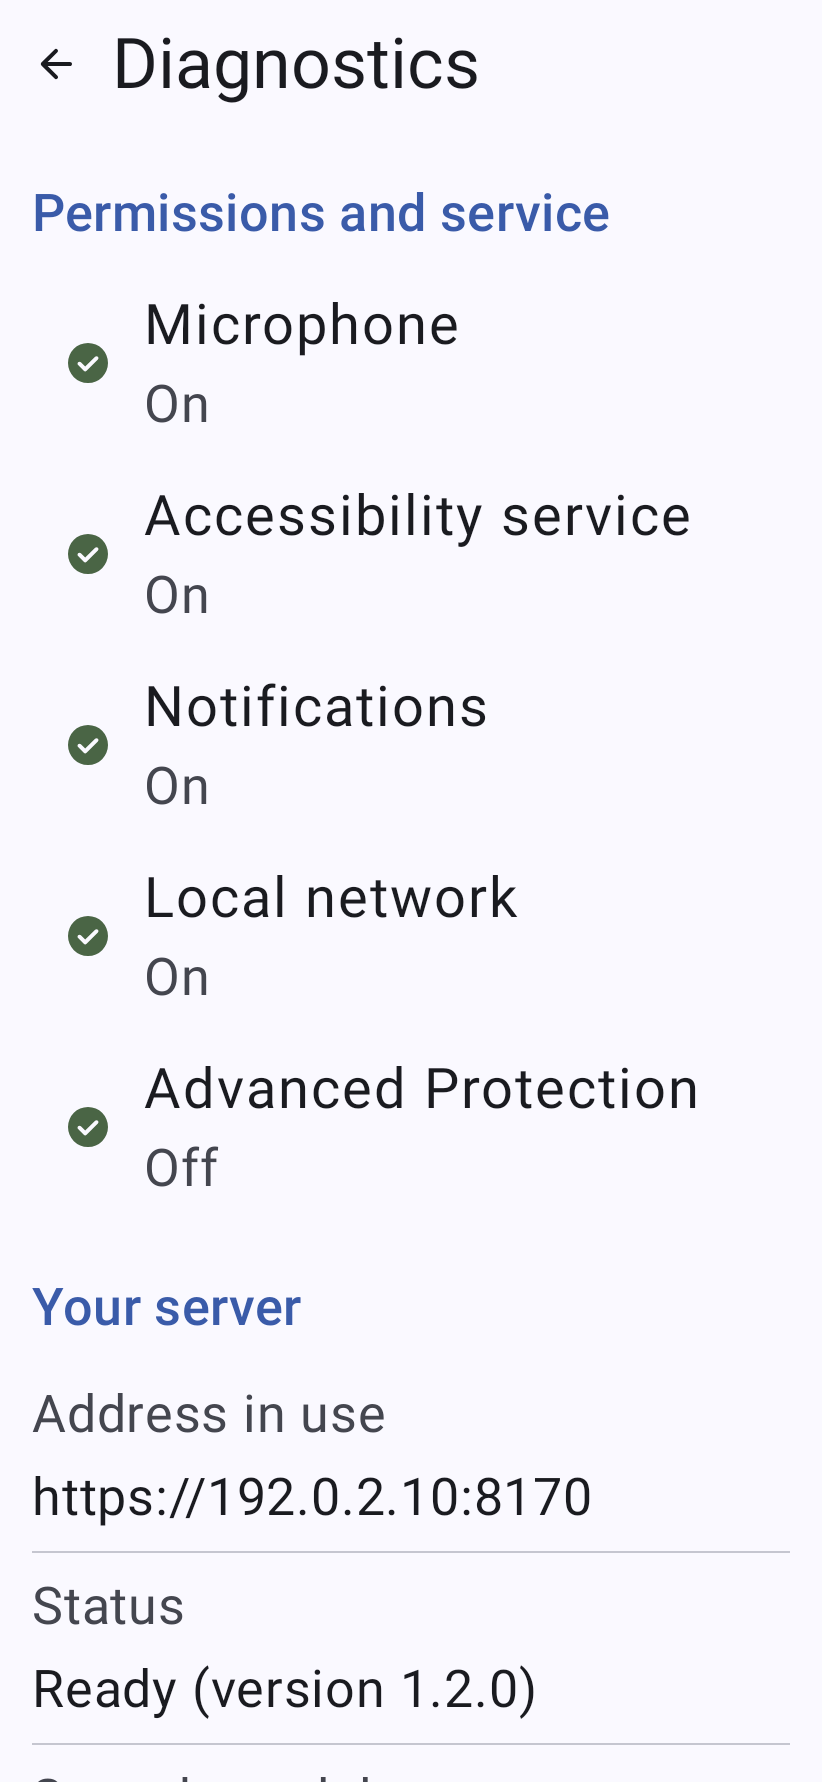 Diagnostics
Permissions and service
Microphone
On
Accessibility service
On
Notifications
On
Local network
On
Advanced Protection
Off
Your server
Address in use
https://192.0.2.10:8170
Status
Ready (version 1.2.0)